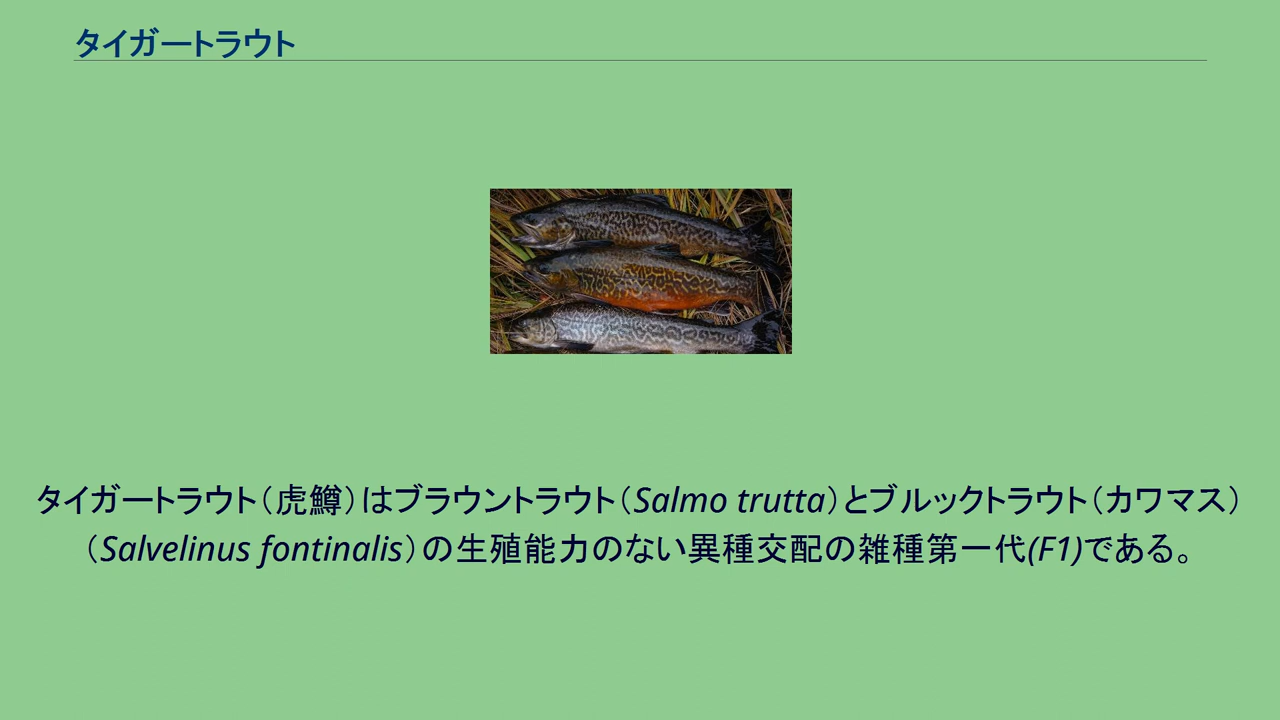 タイガートラウト
タイガートラウト（虎鱒）はブラウントラウト（Salmo trutta）とブルックトラウト（カワマス）
（Salvelinus fontinalis）の生殖能力のない異種交配の雑種第一代(F1)である。